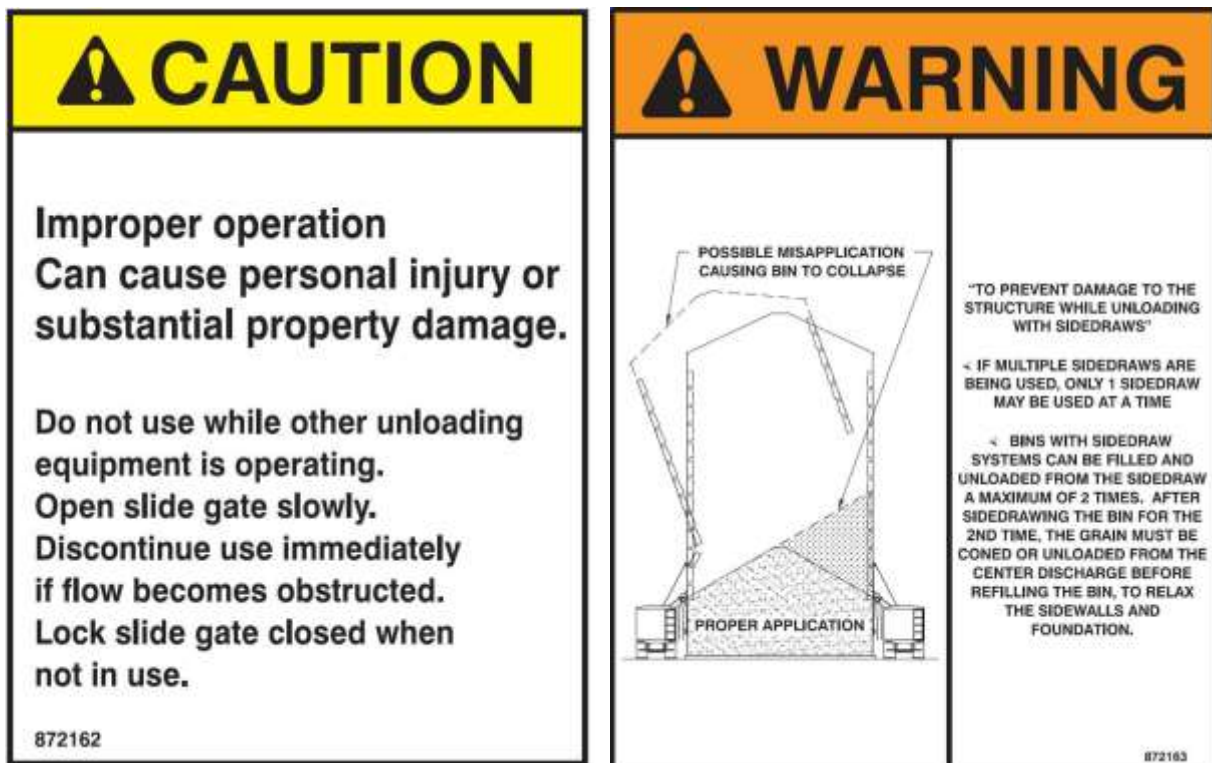 CAUTION
Improper operation
Can cause personal injury or
substantial property damage.
Do not use while other unloading
equipment is operating.
Open slide gate slowly.
Discontinue use immediately
if flow becomes obstructed.
Lock slide gate closed when
not in use.
872162
WARNING
POSSIBLE MISAPPLICATION
CAUSING BIN TO COLLAPSE
PROPER APPLICATION
"TO PREVENT DAMAGE TO THE
STRUCTURE WHILE UNLOADING
WITH SIDEDRAWS"
< IF MULTIPLE SIDEDRAWS ARE
BEING USED, ONLY 1 SIDEDRAW
MAY BE USED AT A TIME
< BINS WITH SIDEDRAW
SYSTEMS CAN BE FILLED AND
UNLOADED FROM THE SIDEDRAW
A MAXIMUM OF 2 TIMES. AFTER
SIDEDRAWING THE BIN FOR THE
2ND TIME, THE GRAIN MUST BE
CONED OR UNLOADED FROM THE
CENTER DISCHARGE BEFORE
REFILLING THE BIN, TO RELAX
THE SIDEWALLS AND
FOUNDATION.
872163